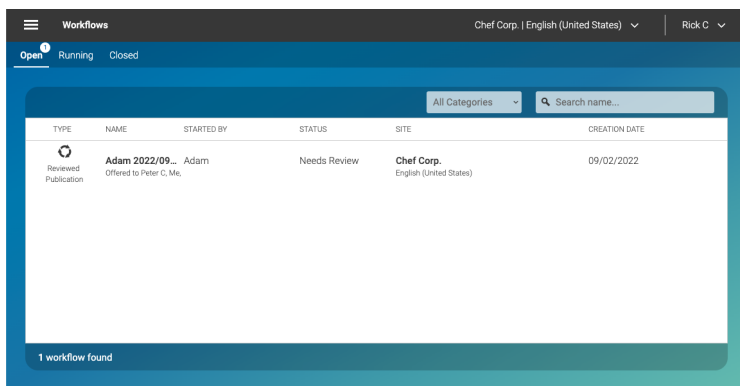 Workflows
Chef Corp. | English (United States)
Rick C
Open 1
Running
Closed
All Categories
Search name...
TYPE NAME STARTED BY STATUS SITE CREATION DATE
Adam 2022/09... Adam Needs Review Chef Corp. 09/02/2022
Reviewed Offered to Peter C, Me, English (United States)
Publication
1 workflow found